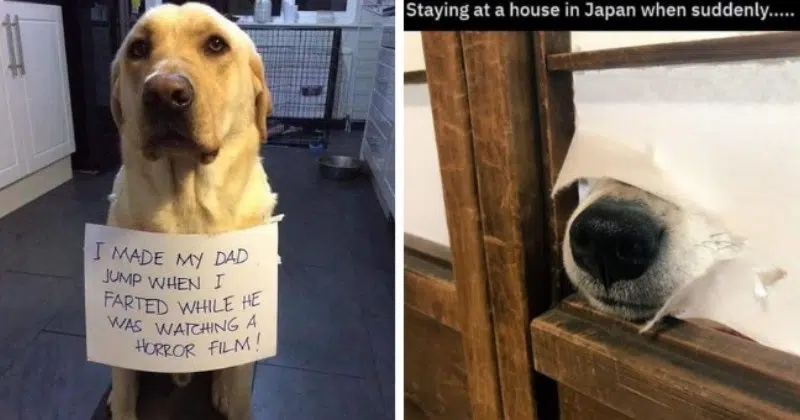 I MADE MY DAD
JUMP WHEN I
FARTED WHILE HE
WAS WATCHING A
HORROR FILM!
Staying at a house in Japan when suddenly.....